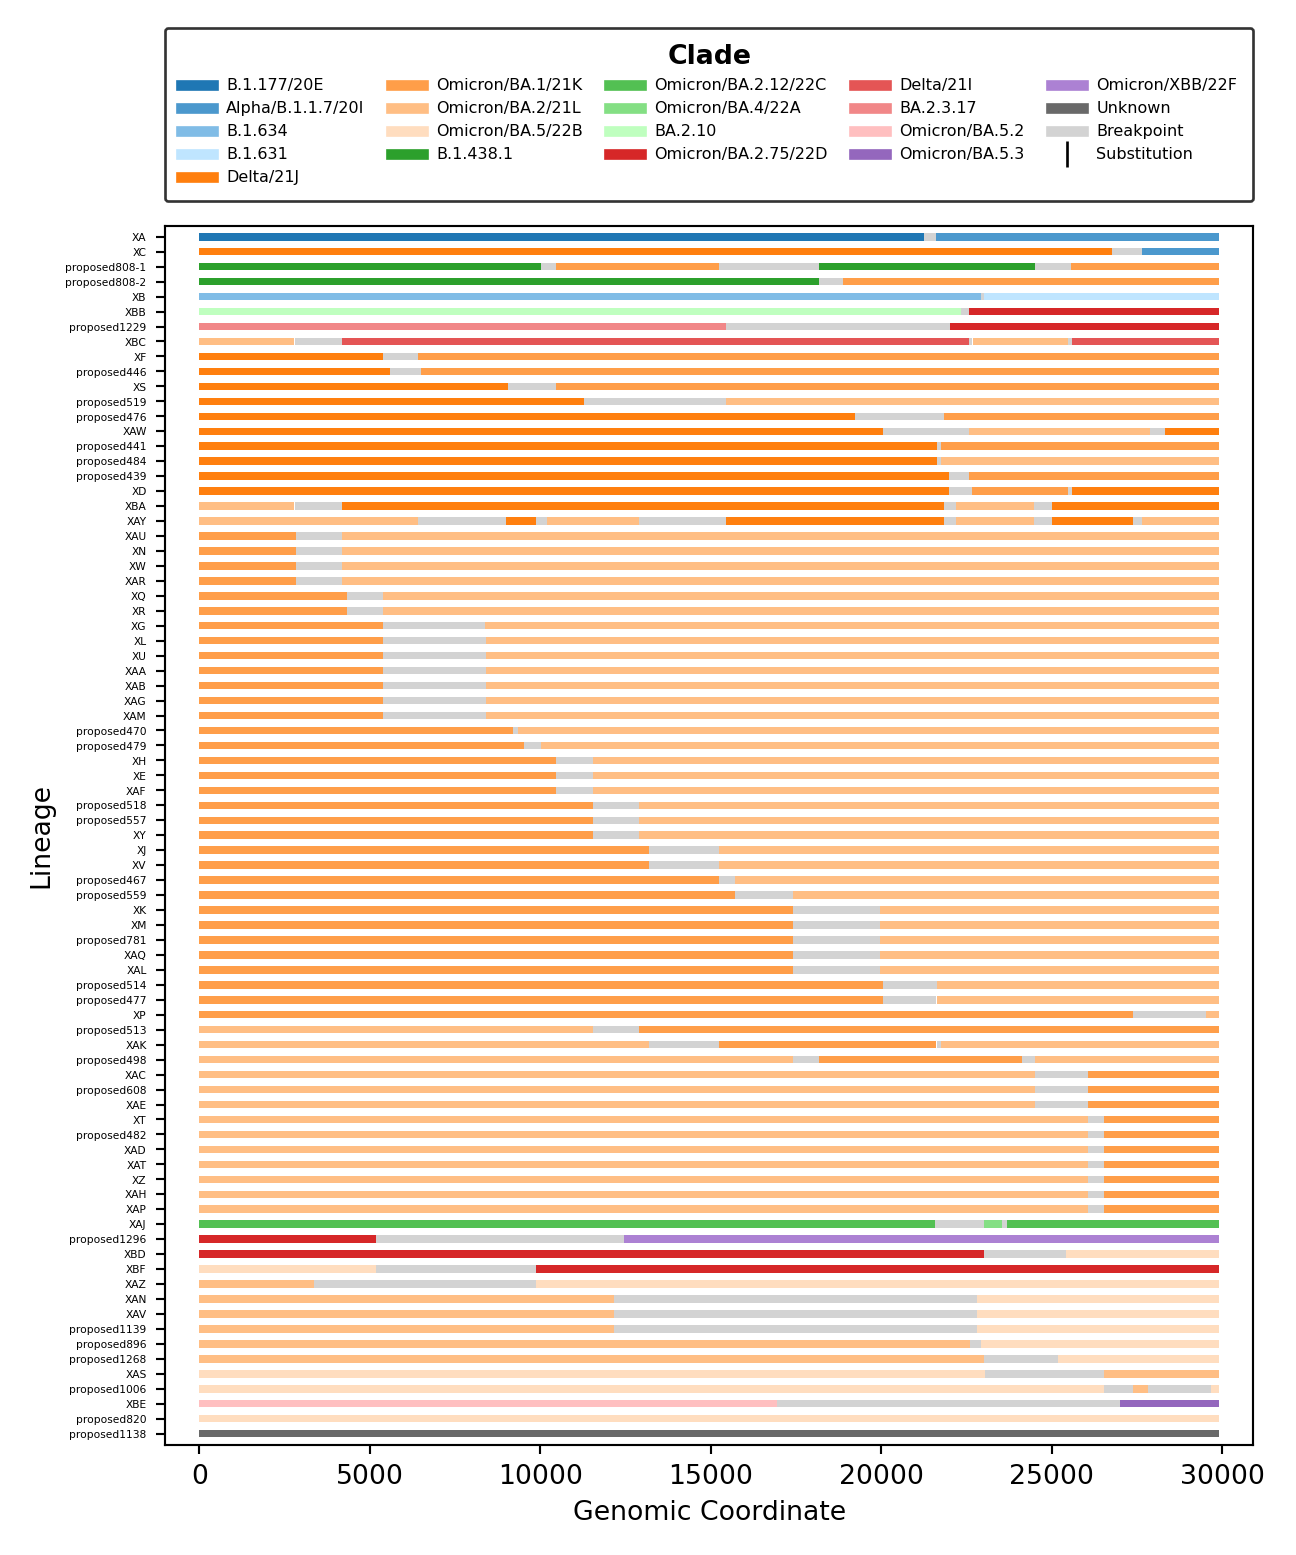 Clade
B.1.177/20E
Alpha/B.1.1.7/20I
B.1.634
B.1.631
Delta/21J
Omicron/BA.1/21K
Omicron/BA.2/21L
Omicron/BA.5/22B
B.1.438.1
Omicron/BA.2.12/22C
Omicron/BA.4/22A
BA.2.10
Omicron/BA.2.75/22D
Delta/21I
BA.2.3.17
Omicron/BA.5.2
Omicron/BA.5.3
Omicron/XBB/22F
Unknown
Breakpoint
Substitution
Lineage
XA
XC
proposed808-1
proposed808-2
XB
XBB
proposed1229
XBC
XF
proposed446
XS
proposed519
proposed476
XAW
proposed441
proposed484
proposed439
XD
XBA
XAY
XAU
XN
XW
XAR
XQ
XR
XG
XL
XU
XAA
XAB
XAG
XAM
proposed470
proposed479
XH
XE
XAF
proposed518
proposed557
XY
XJ
XV
proposed467
proposed559
XK
XM
proposed781
XAQ
XAL
proposed514
proposed477
XP
proposed513
XAK
proposed498
XAC
proposed608
XAE
XT
proposed482
XAD
XAT
XZ
XAH
XAP
XAJ
proposed1296
XBD
XBF
XAZ
XAN
XAV
proposed1139
proposed896
proposed1268
XAS
proposed1006
XBE
proposed820
proposed1138
0 5000 10000 15000 20000 25000 30000
Genomic Coordinate